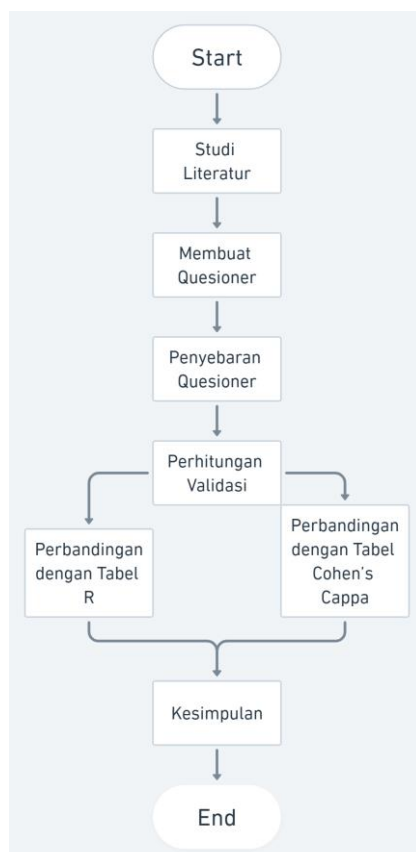 Start
Studi
Literatur
Membuat
Quesioner
Penyebaran
Quesioner
Perhitungan
Validasi
Perbandingan
dengan Tabel
R
Perbandingan
dengan Tabel
Cohen's
Cappa
Kesimpulan
End